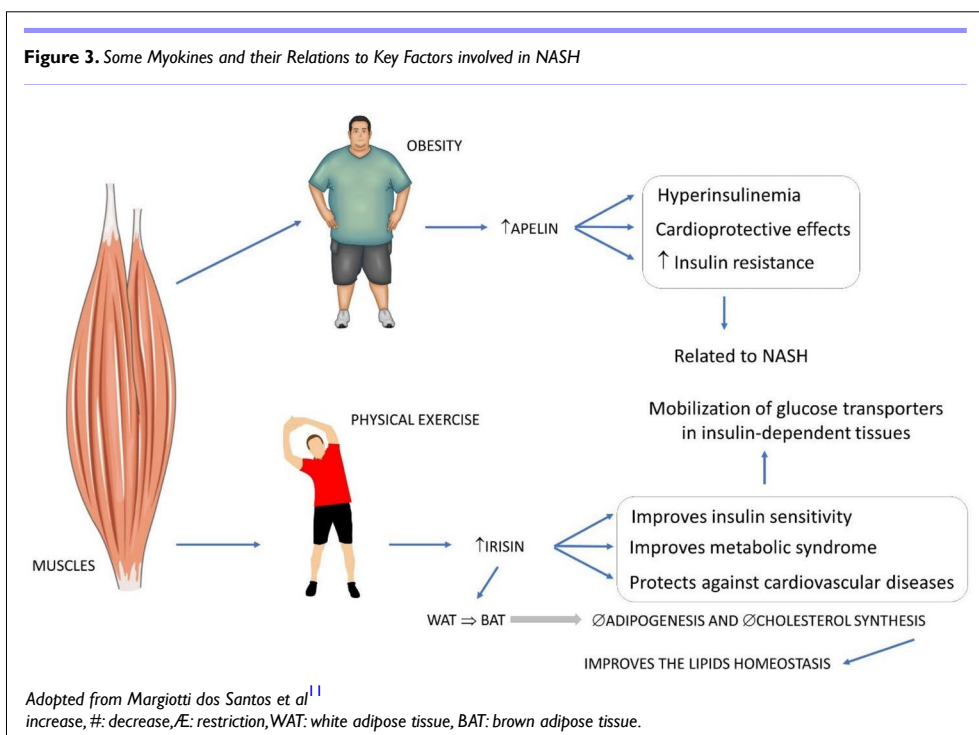 Figure 3. Some Myokines and their Relations to Key Factors involved in NASH
OBESITY
↑APELIN
Hyperinsulinemia
Cardioprotective effects
↑ Insulin resistance
Related to NASH
MUSCLES
PHYSICAL EXERCISE
↑IRISIN
Mobilization of glucose transporters
in insulin-dependent tissues
Improves insulin sensitivity
Improves metabolic syndrome
Protects against cardiovascular diseases
WAT ⇒ BAT
∅ADIPOGENESIS AND ∅CHOLESTEROL SYNTHESIS
IMPROVES THE LIPIDS HOMEOSTASIS
Adopted from Margiotti dos Santos et al11
increase, #: decrease,Æ: restriction,WAT: white adipose tissue, BAT: brown adipose tissue.